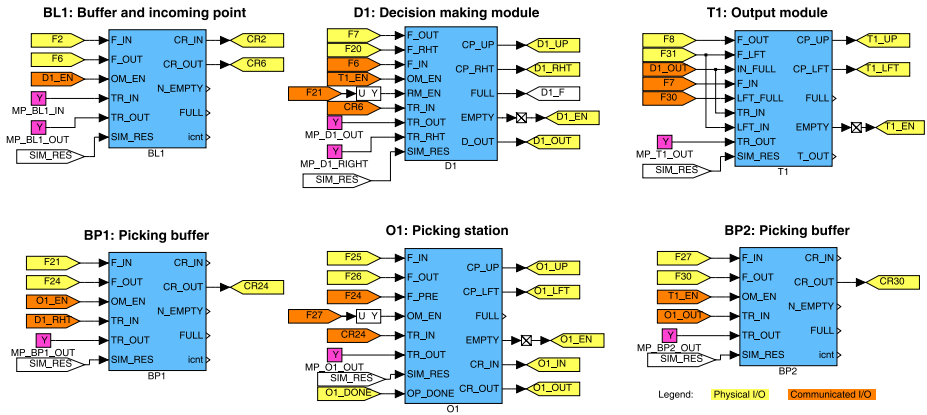 BL1: Buffer and incoming point
F2
F6
D1_EN
Y
MP_BL1_IN
Y
MP_BL1_OUT
SIM_RES
F_IN
F_OUT
OM_EN
TR_IN
TR_OUT
SIM_RES
CR_IN
CR_OUT
N_EMPTY
FULL
icnt
CR2
CR6
BL1
D1: Decision making module
F7
F20
F6
T1_EN
F21
U Y
CR6
Y
MP_D1_OUT
Y
MP_D1_RIGHT
SIM_RES
F_OUT
F_RHT
F_IN
OM_EN
RM_EN
TR_IN
TR_OUT
TR_RHT
SIM_RES
CP_UP
CP_RHT
FULL
EMPTY
D_OUT
D1_UP
D1_RHT
D1_F
D1_EN
D1_OUT
D1
T1: Output module
F8
F31
D1_OUT
F7
F30
Y
MP_T1_OUT
SIM_RES
F_OUT
F_LFT
IN_FULL
F_IN
LFT_FULL
TR_IN
LFT_IN
TR_OUT
SIM_RES
CP_UP
CP_LFT
FULL
EMPTY
T_OUT
T1_UP
T1_LFT
T1_EN
T1
BP1: Picking buffer
F21
F24
O1_EN
D1_RHT
Y
MP_BP1_OUT
SIM_RES
F_IN
F_OUT
OM_EN
TR_IN
TR_OUT
SIM_RES
CR_IN
CR_OUT
N_EMPTY
FULL
icnt
CR24
BP1
O1: Picking station
F25
F26
F24
F27
U Y
CR24
Y
MP_O1_OUT
SIM_RES
O1_DONE
F_IN
F_OUT
F_PRE
OM_EN
TR_IN
TR_OUT
SIM_RES
OP_DONE
CP_UP
CP_LFT
FULL
EMPTY
CR_IN
CR_OUT
O1_UP
O1_LFT
O1_EN
O1_IN
O1_OUT
O1
BP2: Picking buffer
F27
F30
T1_EN
O1_OUT
Y
MP_BP2_OUT
SIM_RES
F_IN
F_OUT
OM_EN
TR_IN
TR_OUT
SIM_RES
CR_IN
CR_OUT
N_EMPTY
FULL
icnt
CR30
BP2
Legend: Physical I/O Communicated I/O